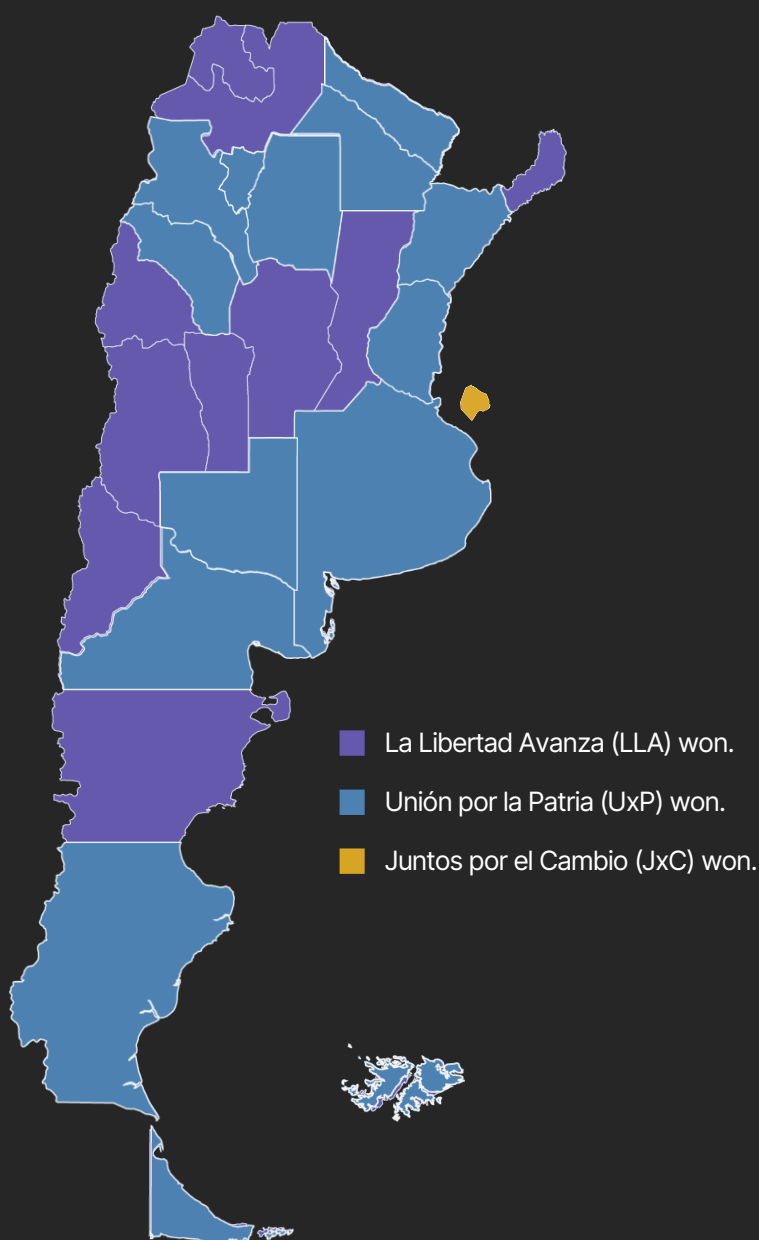 La Libertad Avanza (LLA) won.
Unión por la Patria (UxP) won.
Juntos por el Cambio (JxC) won.